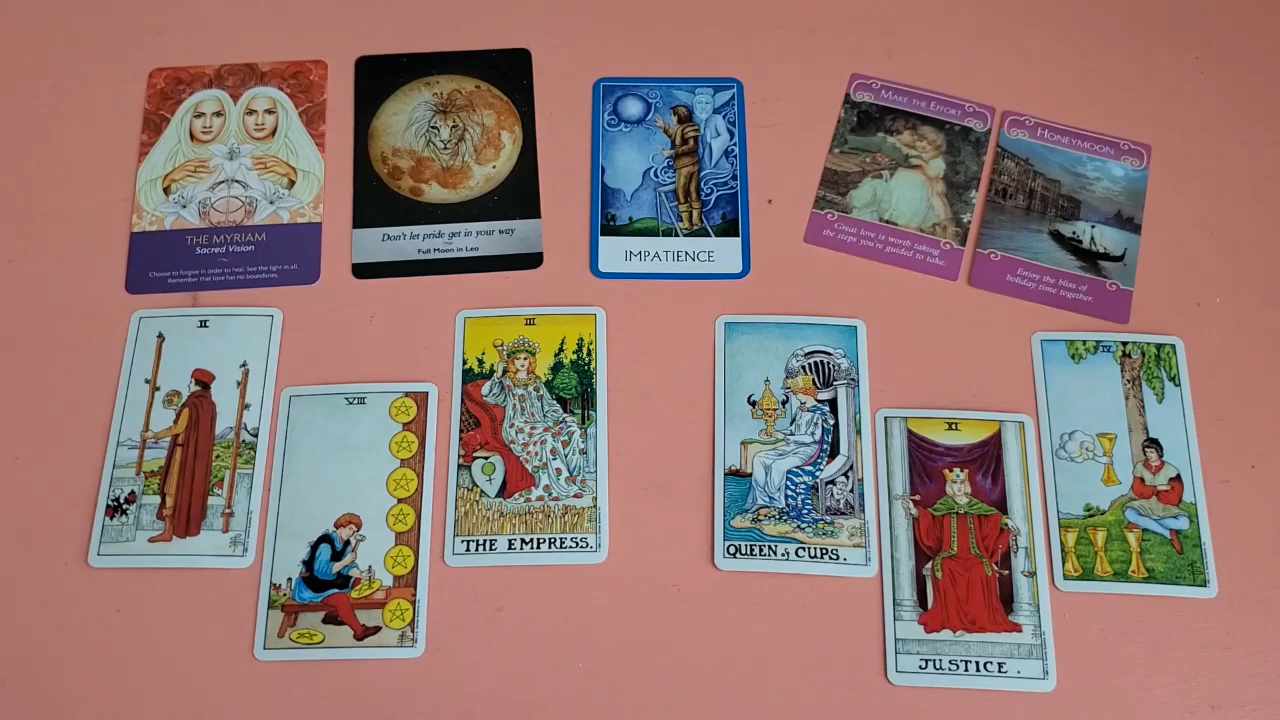 THE MYRIAM
Sacred Vision
Choose to forgive in order to heal. See the light in all.
Remember that love has no boundaries.
Don't let pride get in your way
Full Moon in Leo
IMPATIENCE
MAKE THE EFFORT
Great love is worth taking
the steps you're guided to take.
HONEYMOON
Enjoy the bliss of
holiday time together.
II
VIII
III
THE EMPRESS.
QUEEN of CUPS.
XI
JUSTICE.
IV